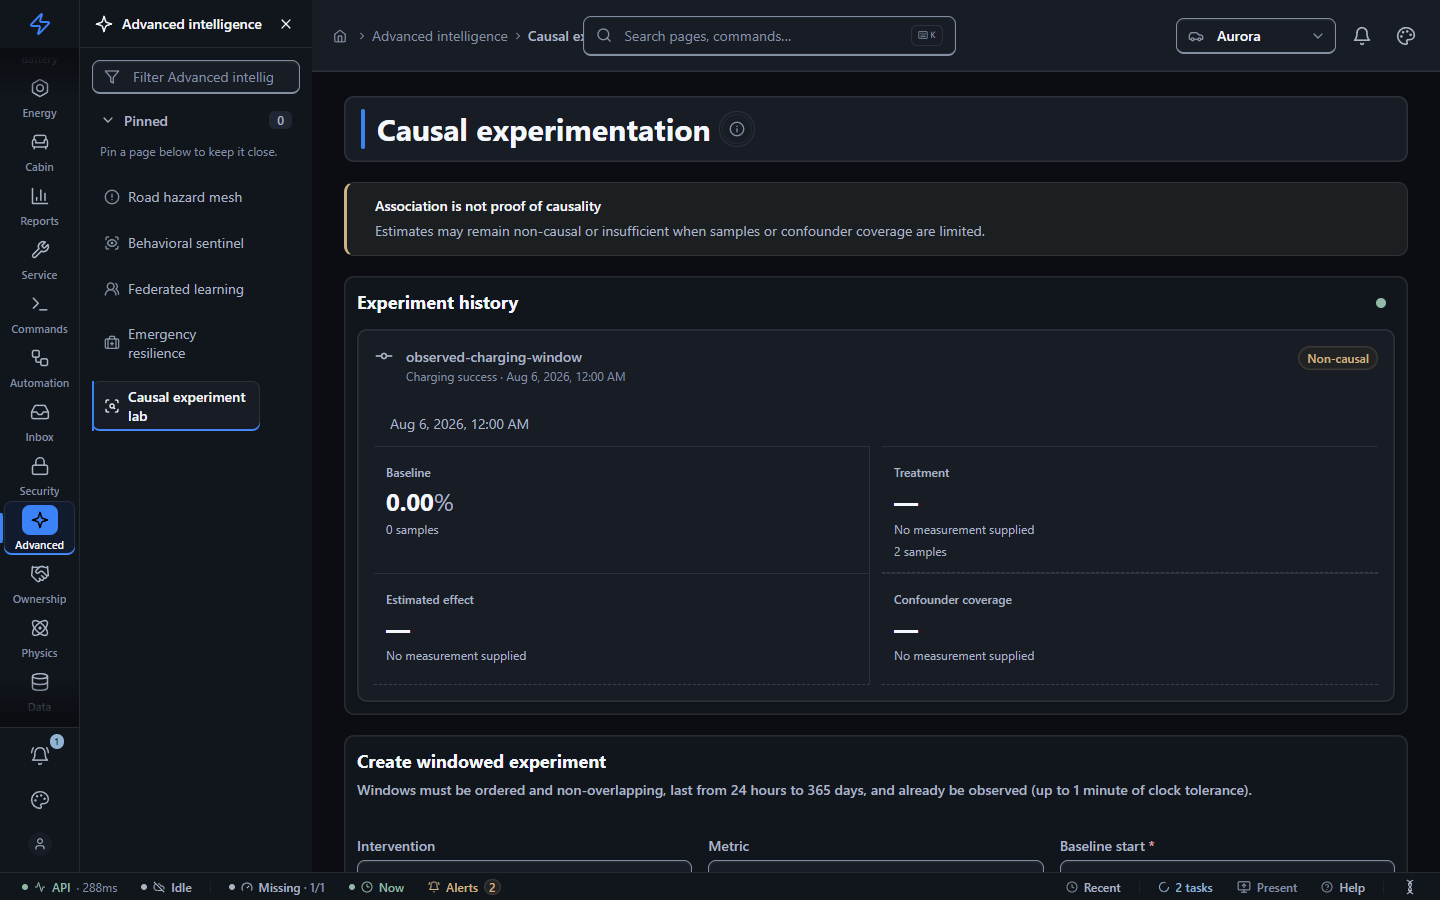 Advanced intelligence
Advanced intelligence
Causal ex
Search pages, commands...
K
Aurora
Battery
Energy
Cabin
Reports
Service
Commands
Automation
Inbox
Security
Advanced
Ownership
Physics
Data
1
Filter Advanced intellig
Pinned
0
Pin a page below to keep it close.
Road hazard mesh
Behavioral sentinel
Federated learning
Emergency
resilience
Causal experiment
lab
Causal experimentation
Association is not proof of causality
Estimates may remain non-causal or insufficient when samples or confounder coverage are limited.
Experiment history
observed-charging-window
Non-causal
Charging success · Aug 6, 2026, 12:00 AM
Aug 6, 2026, 12:00 AM
Baseline
0.00%
0 samples
Treatment
—
No measurement supplied
2 samples
Estimated effect
—
No measurement supplied
Confounder coverage
—
No measurement supplied
Create windowed experiment
Windows must be ordered and non-overlapping, last from 24 hours to 365 days, and already be observed (up to 1 minute of clock tolerance).
Intervention
Metric
Baseline start *
API · 288ms
Idle
Missing · 1/1
Now
Alerts 2
Recent
2 tasks
Present
Help